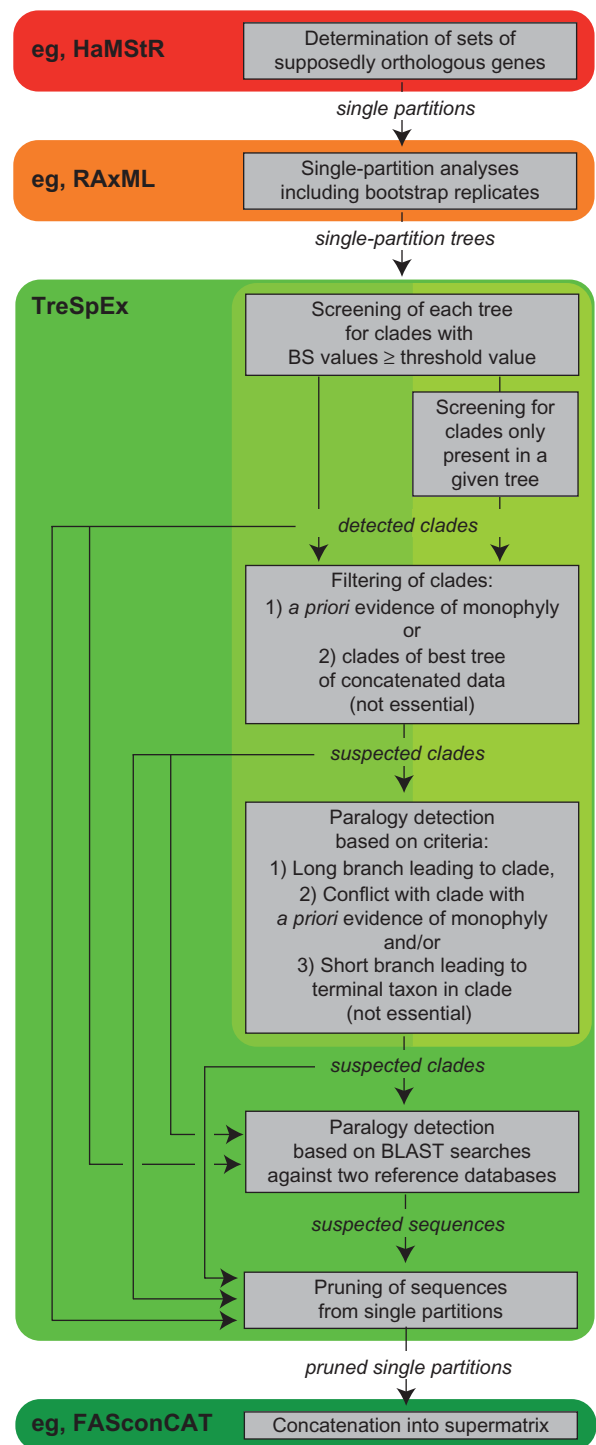 eg, HaMStR
Determination of sets of
supposedly orthologous genes
single partitions
eg, RAxML
Single-partition analyses
including bootstrap replicates
single-partition trees
TreSpEx
Screening of each tree
for clades with
BS values ≥ threshold value
Screening for
clades only
present in a
given tree
detected clades
Filtering of clades:
1) a priori evidence of monophyly
or
2) clades of best tree
of concatenated data
(not essential)
suspected clades
Paralogy detection
based on criteria:
1) Long branch leading to clade,
2) Conflict with clade with
a priori evidence of monophyly
and/or
3) Short branch leading to
terminal taxon in clade
(not essential)
suspected clades
Paralogy detection
based on BLAST searches
against two reference databases
suspected sequences
Pruning of sequences
from single partitions
pruned single partitions
eg, FASconCAT
Concatenation into supermatrix